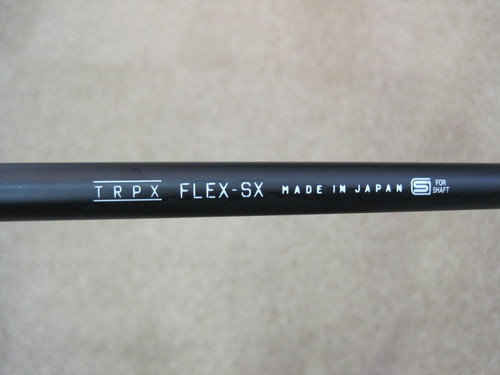 TRPX FLEX-SX MADE IN JAPAN S FOR
SHAFT